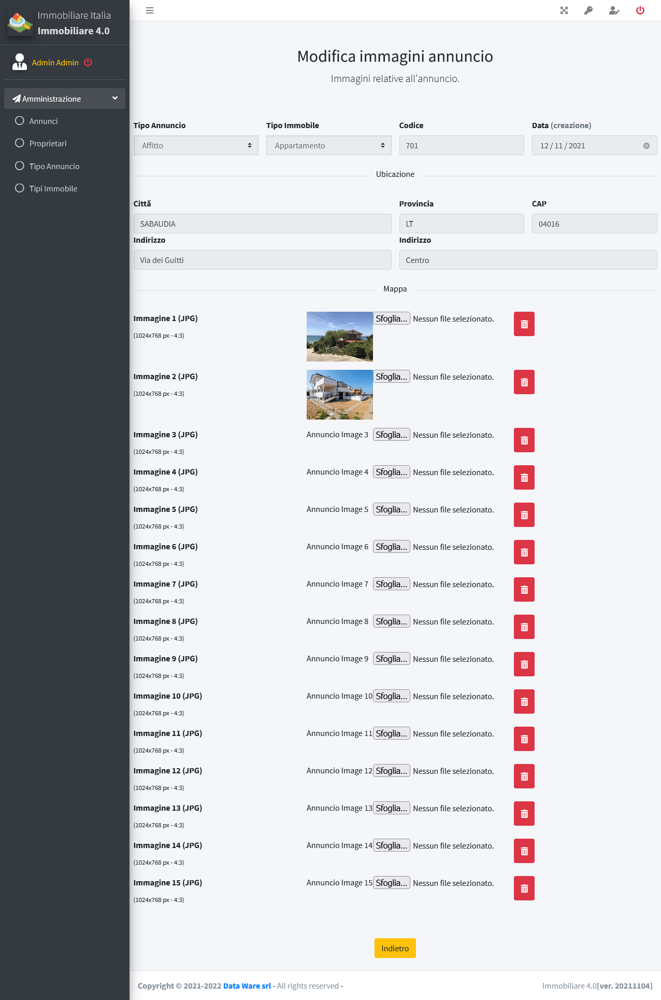 Immobiliare Italia
Immobiliare 4.0
Admin Admin
Amministrazione
Annunci
Proprietari
Tipo Annuncio
Tipi Immobile
Modifica immagini annuncio
Immagini relative all'annuncio.
Tipo Annuncio Tipo Immobile Codice Data (creazione)
Affitto Appartamento 701 12 / 11 / 2021
Ubicazione
Cittă Provincia CAP
SABAUDIA LT 04016
Indirizzo Indirizzo
Via dei Guitti Centro
Mappa
Immagine 1 (JPG) Sfoglia... Nessun file selezionato.
(1024x768 px - 4:3)
Immagine 2 (JPG) Sfoglia... Nessun file selezionato.
(1024x768 px - 4:3)
Immagine 3 (JPG) Annuncio Image 3 Sfoglia... Nessun file selezionato.
(1024x768 px - 4:3)
Immagine 4 (JPG) Annuncio Image 4 Sfoglia... Nessun file selezionato.
(1024x768 px - 4:3)
Immagine 5 (JPG) Annuncio Image 5 Sfoglia... Nessun file selezionato.
(1024x768 px - 4:3)
Immagine 6 (JPG) Annuncio Image 6 Sfoglia... Nessun file selezionato.
(1024x768 px - 4:3)
Immagine 7 (JPG) Annuncio Image 7 Sfoglia... Nessun file selezionato.
(1024x768 px - 4:3)
Immagine 8 (JPG) Annuncio Image 8 Sfoglia... Nessun file selezionato.
(1024x768 px - 4:3)
Immagine 9 (JPG) Annuncio Image 9 Sfoglia... Nessun file selezionato.
(1024x768 px - 4:3)
Immagine 10 (JPG) Annuncio Image 10 Sfoglia... Nessun file selezionato.
(1024x768 px - 4:3)
Immagine 11 (JPG) Annuncio Image 11 Sfoglia... Nessun file selezionato.
(1024x768 px - 4:3)
Immagine 12 (JPG) Annuncio Image 12 Sfoglia... Nessun file selezionato.
(1024x768 px - 4:3)
Immagine 13 (JPG) Annuncio Image 13 Sfoglia... Nessun file selezionato.
(1024x768 px - 4:3)
Immagine 14 (JPG) Annuncio Image 14 Sfoglia... Nessun file selezionato.
(1024x768 px - 4:3)
Immagine 15 (JPG) Annuncio Image 15 Sfoglia... Nessun file selezionato.
(1024x768 px - 4:3)
Indietro
Copyright © 2021-2022 Data Ware srl - All rights reserved - Immobiliare 4.0[ver. 20211104]